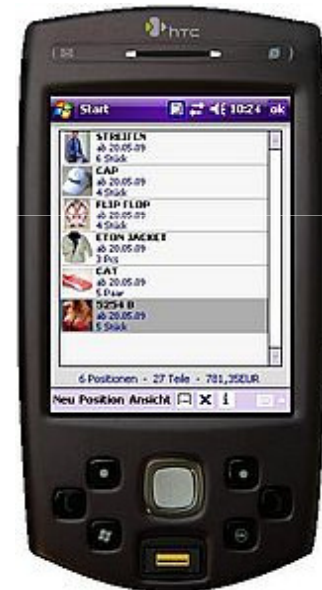 htc
Start 10:24 ok
STREIFEN
ab 20.05.09
6 Stück
CAP
ab 20.05.09
4 Stück
FLIP FLOP
ab 20.05.09
4 Stück
ETON JACKET
ab 20.05.09
3 Pcs
CAT
ab 20.05.09
5 Paar
5254 B
ab 20.05.09
5 Stück
6 Positionen - 27 Teile - 781,35EUR
Neu Position Ansicht